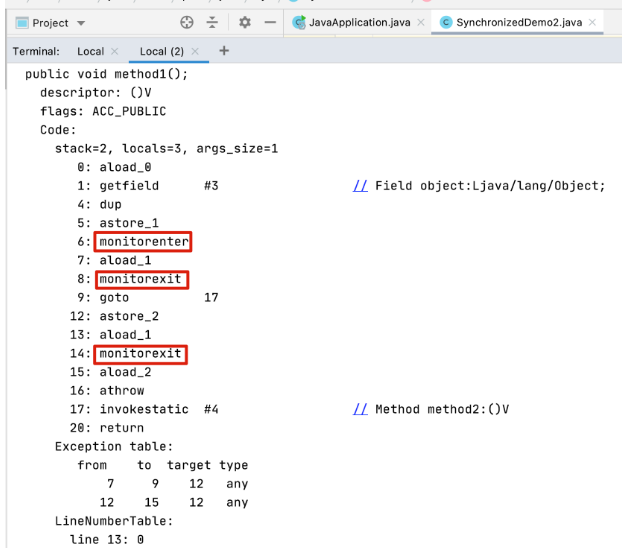 Project
JavaApplication.java
SynchronizedDemo2.java
Terminal: Local × Local (2) × +
public void method1();
descriptor: ()V
flags: ACC_PUBLIC
Code:
stack=2, locals=3, args_size=1
0: aload_0
1: getfield #3 // Field object:Ljava/lang/Object;
4: dup
5: astore_1
6: monitorenter
7: aload_1
8: monitorexit
9: goto 17
12: astore_2
13: aload_1
14: monitorexit
15: aload_2
16: athrow
17: invokestatic #4 // Method method2:()V
20: return
Exception table:
from to target type
7 9 12 any
12 15 12 any
LineNumberTable:
line 13: 0